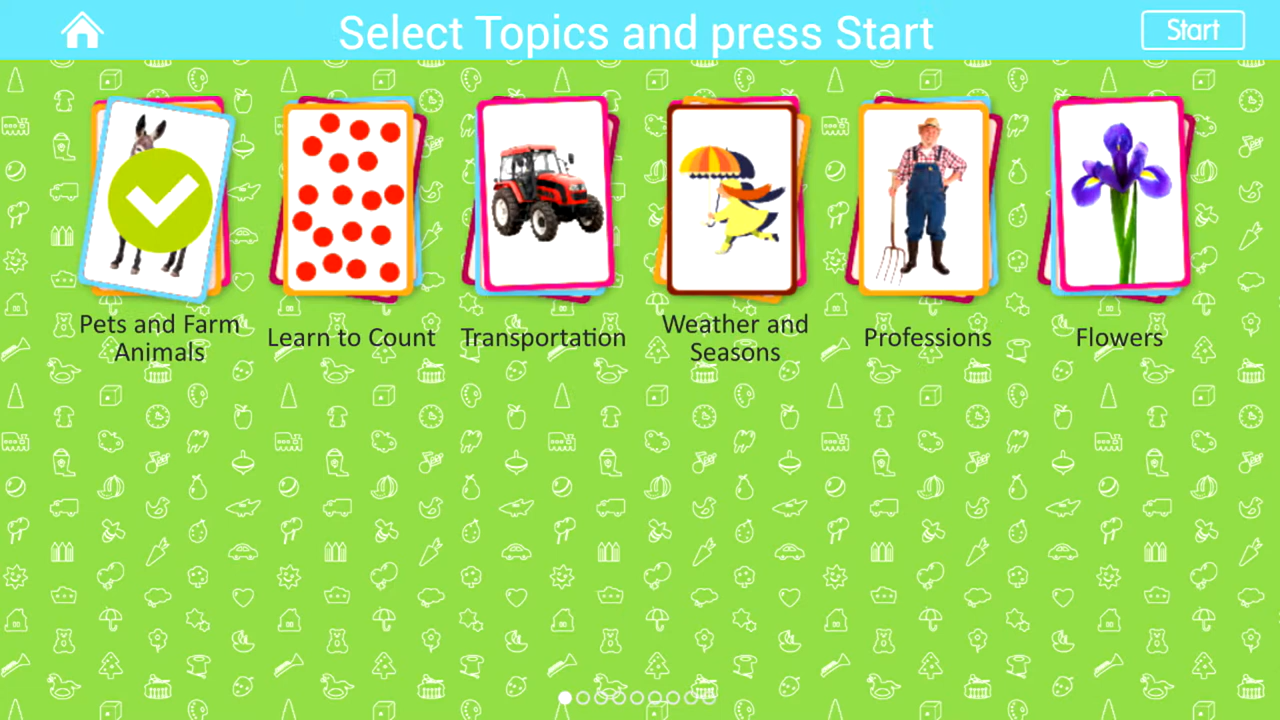 Select Topics and press Start
Start
Pets and Farm
Animals
Learn to Count
Transportation
Weather and
Seasons
Professions
Flowers